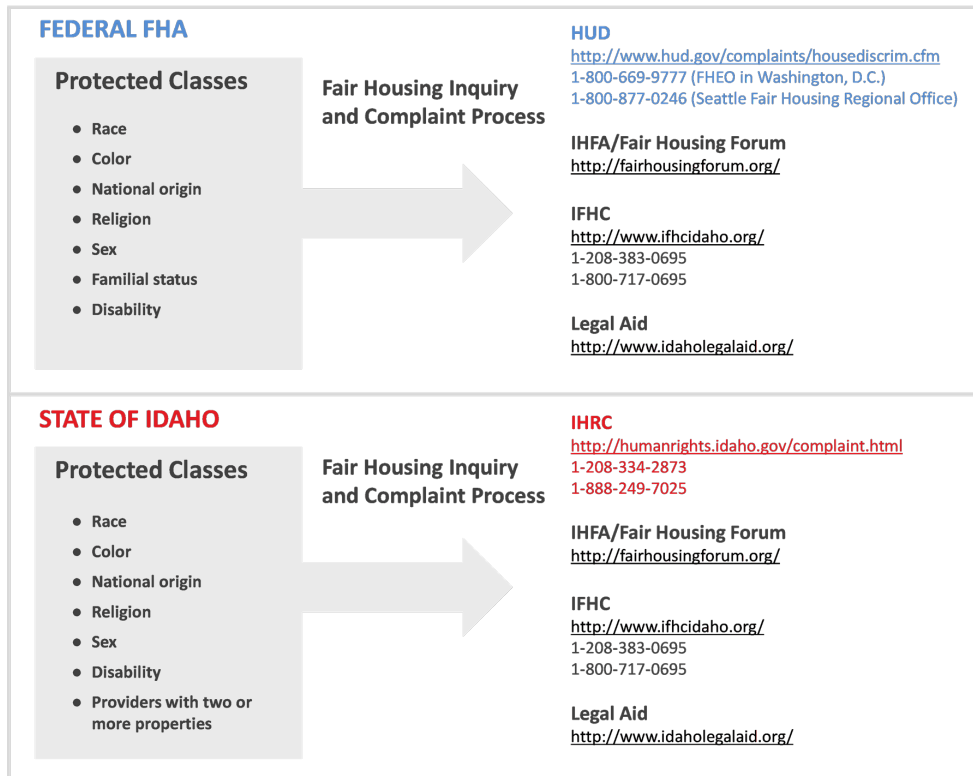 FEDERAL FHA
Protected Classes
● Race
● Color
● National origin
● Religion
● Sex
● Familial status
● Disability
Fair Housing Inquiry
and Complaint Process
HUD
http://www.hud.gov/complaints/housediscrim.cfm
1-800-669-9777 (FHEO in Washington, D.C.)
1-800-877-0246 (Seattle Fair Housing Regional Office)
IHFA/Fair Housing Forum
http://fairhousingforum.org/
IFHC
http://www.ifhcidaho.org/
1-208-383-0695
1-800-717-0695
Legal Aid
http://www.idaholegalaid.org/
STATE OF IDAHO
Protected Classes
● Race
● Color
● National origin
● Religion
● Sex
● Disability
● Providers with two or
more properties
Fair Housing Inquiry
and Complaint Process
IHRC
http://humanrights.idaho.gov/complaint.html
1-208-334-2873
1-888-249-7025
IHFA/Fair Housing Forum
http://fairhousingforum.org/
IFHC
http://www.ifhcidaho.org/
1-208-383-0695
1-800-717-0695
Legal Aid
http://www.idaholegalaid.org/